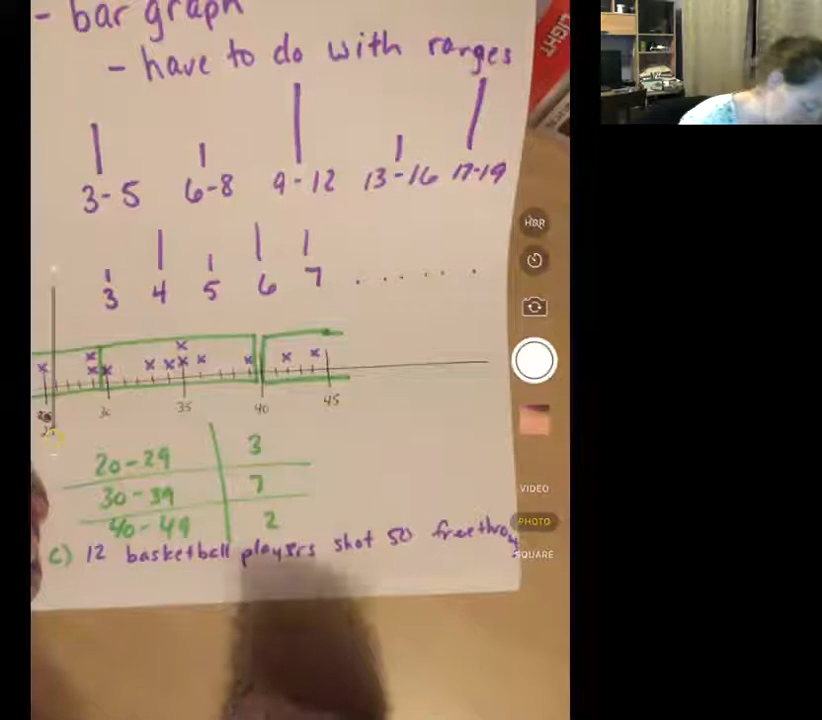 - bar graph
- have to do with ranges
LIGHT
3-5 6-8 9-12 13-16 17-19
3 4 5 6 7 ......
35 40 45
20-29 3
30-39 7
40-49 2
c) 12 basketball players shot 50
HDR
VIDEO
PHOTO
SQUARE